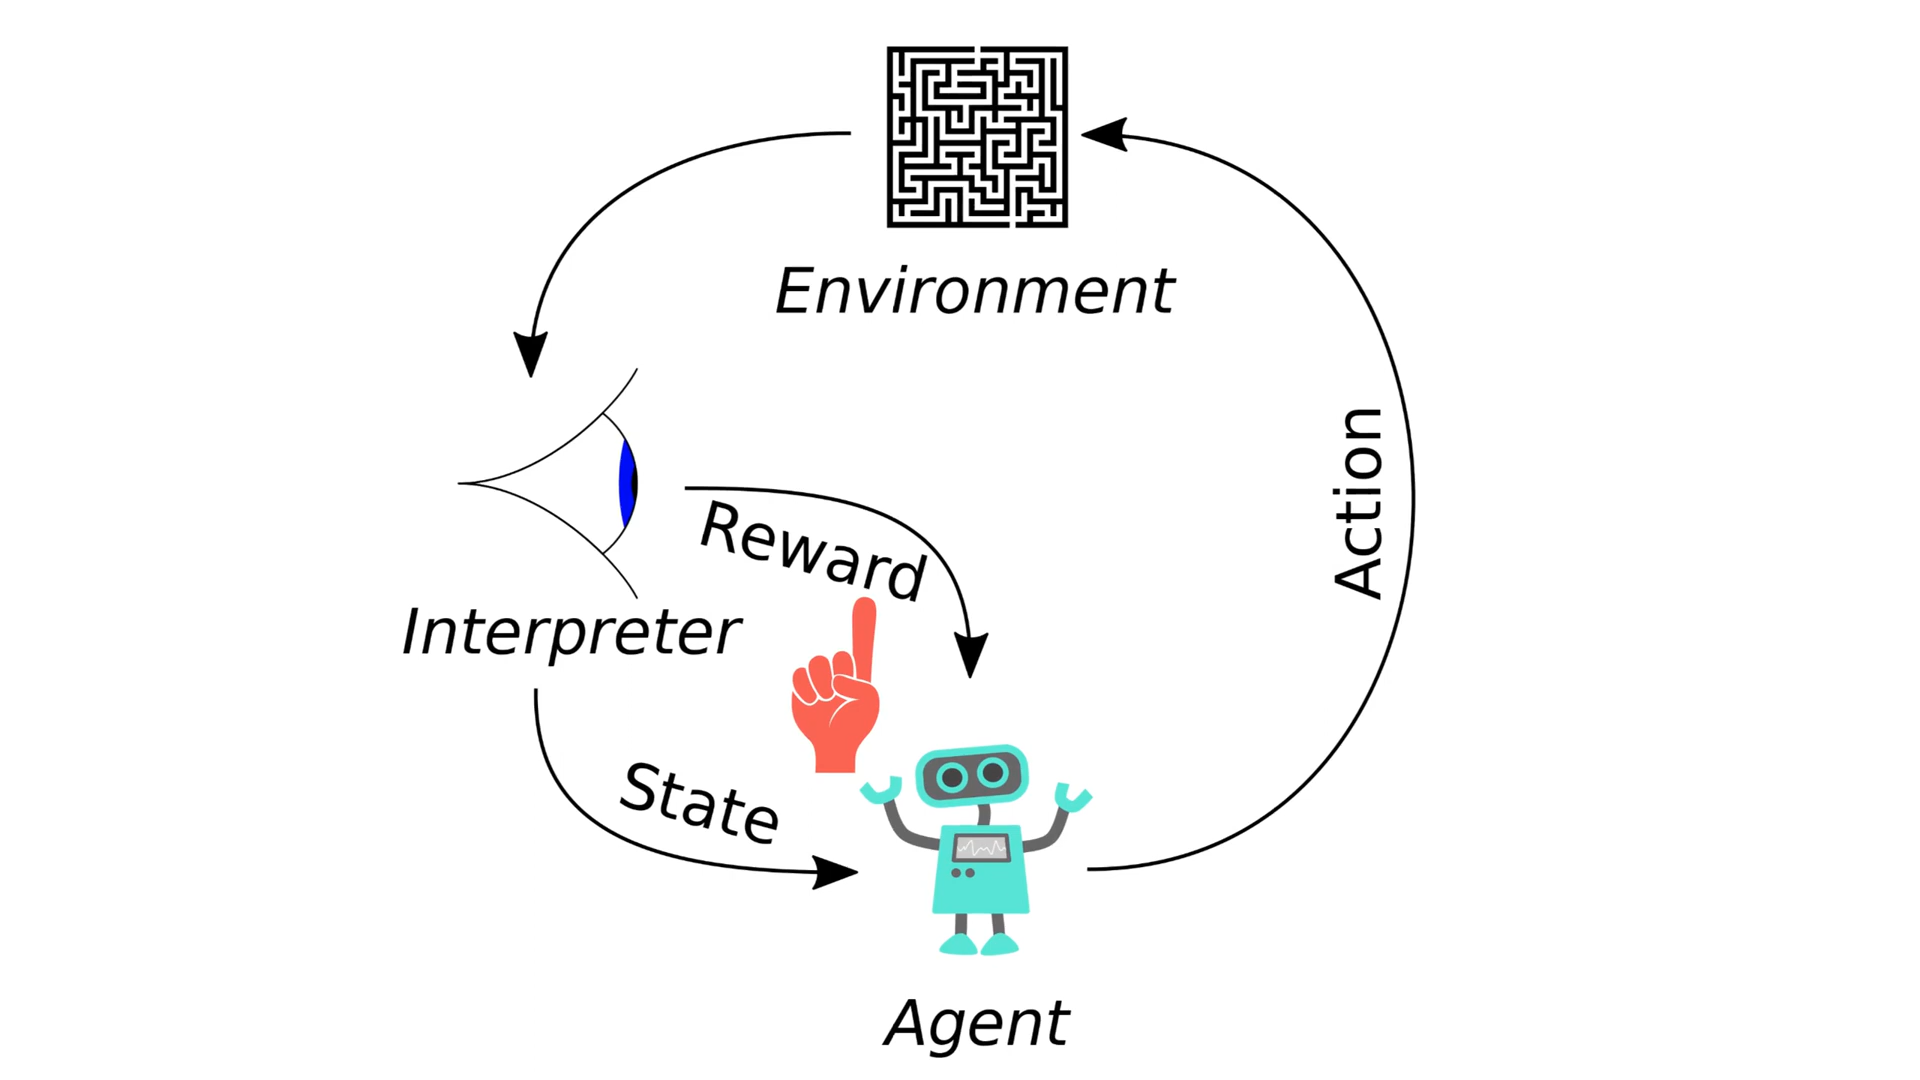 Environment
Action
Reward
Interpreter
State
Agent